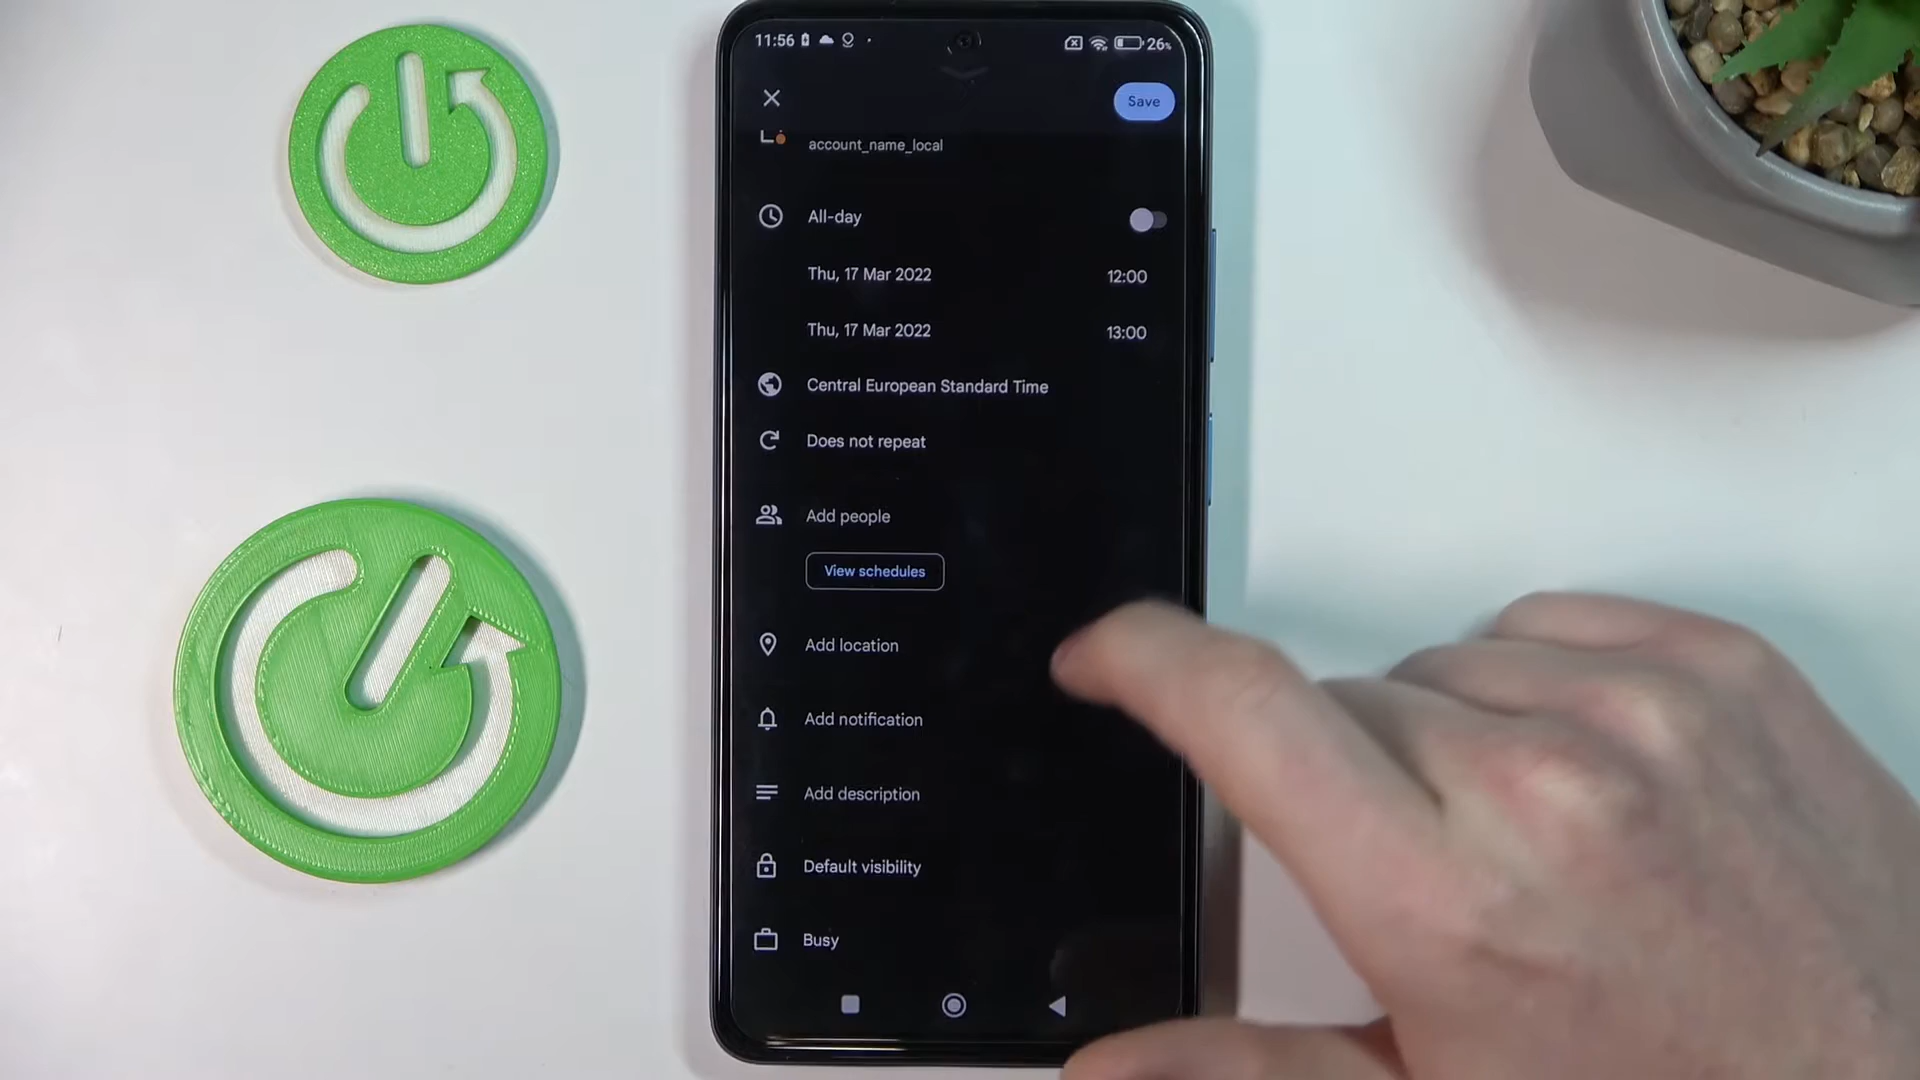 11:56
26%
Save
account_name_local
All-day
Thu, 17 Mar 2022
12:00
Thu, 17 Mar 2022
13:00
Central European Standard Time
Does not repeat
Add people
View schedules
Add location
Add notification
Add description
Default visibility
Busy